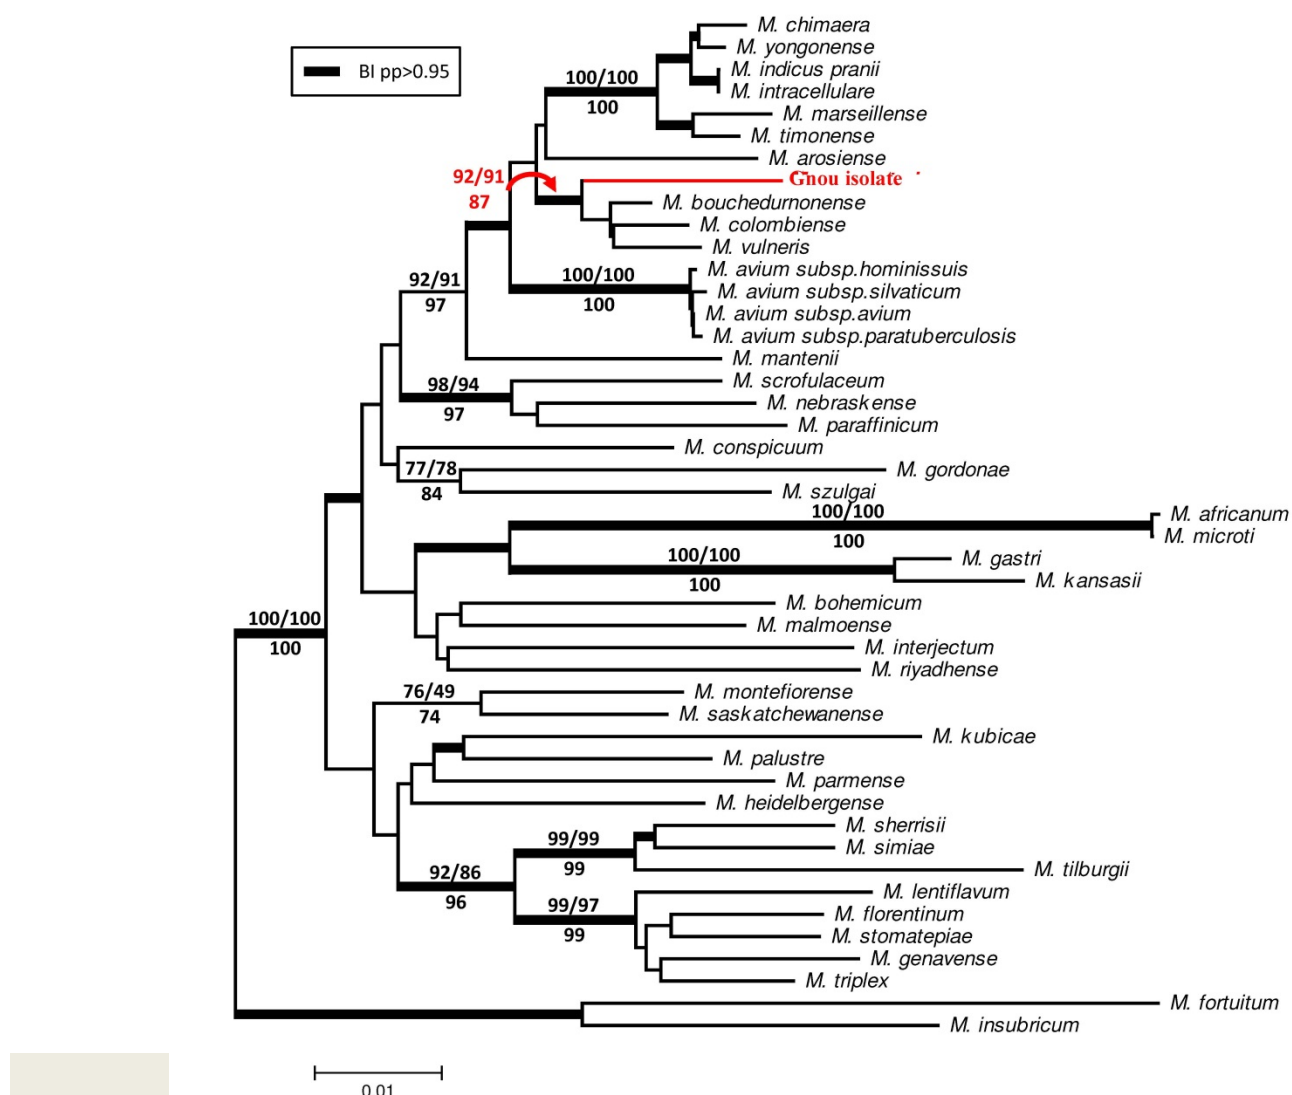 M. chimaera
M. yongonense
BI pp>0.95
M. indicus pranii
100/100
M. intracellulare
100
M. marseillense
M. timonense
M. arosiense
92/91
Gnou isolate
87
M. bouchedurnonense
M. colombiense
M. vulneris
M. avium subsp.hominissuis
100/100
92/91
M. avium subsp.silvaticum
100
97
M. avium subsp.avium
M. avium subsp.paratuberculosis
M. mantenii
98/94
M. scrofulaceum
97
M. nebraskense
M. paraffinicum
M. conspicuum
77/78
M. gordonae
84
M. szulgai
100/100
M. africanum
100
M. microti
100/100
M. gastri
100
M. kansasii
M. bohemicum
100/100
M. malmoense
100
M. interjectum
M. riyadhense
76/49
M. montefiorense
74
M. saskatchewanense
M. kubicae
M. palustre
M. parmense
M. heidelbergense
M. sherrisii
99/99
M. simiae
99
M. tilburgii
92/86
96
M. lentiflavum
99/97
M. florentinum
99
M. stomatepiae
M. genavense
M. triplex
M. fortuitum
M. insubricum
0.01